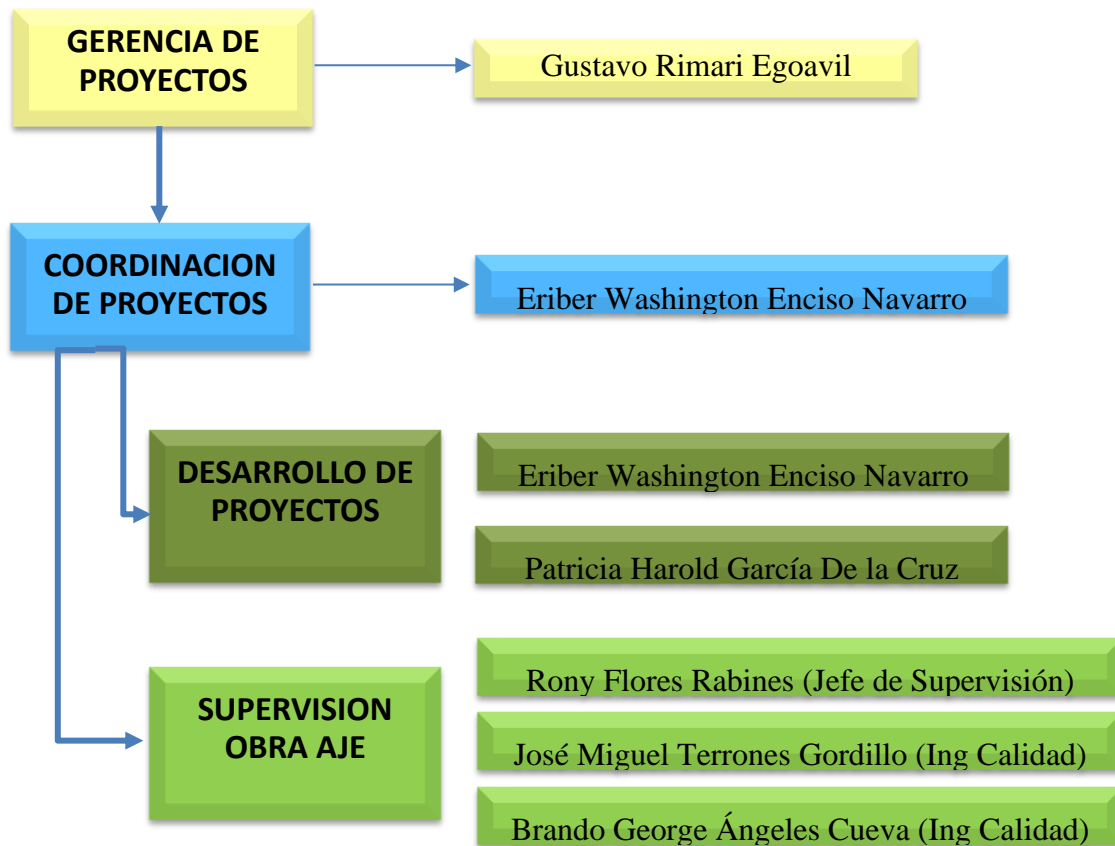 GERENCIA DE
PROYECTOS
Gustavo Rimari Egoavil
COORDINACION
DE PROYECTOS
Eriber Washington Enciso Navarro
DESARROLLO DE
PROYECTOS
Eriber Washington Enciso Navarro
Patricia Harold García De la Cruz
SUPERVISION
OBRA AJE
Rony Flores Rabines (Jefe de Supervisión)
José Miguel Terrones Gordillo (Ing Calidad)
Brando George Ángeles Cueva (Ing Calidad)